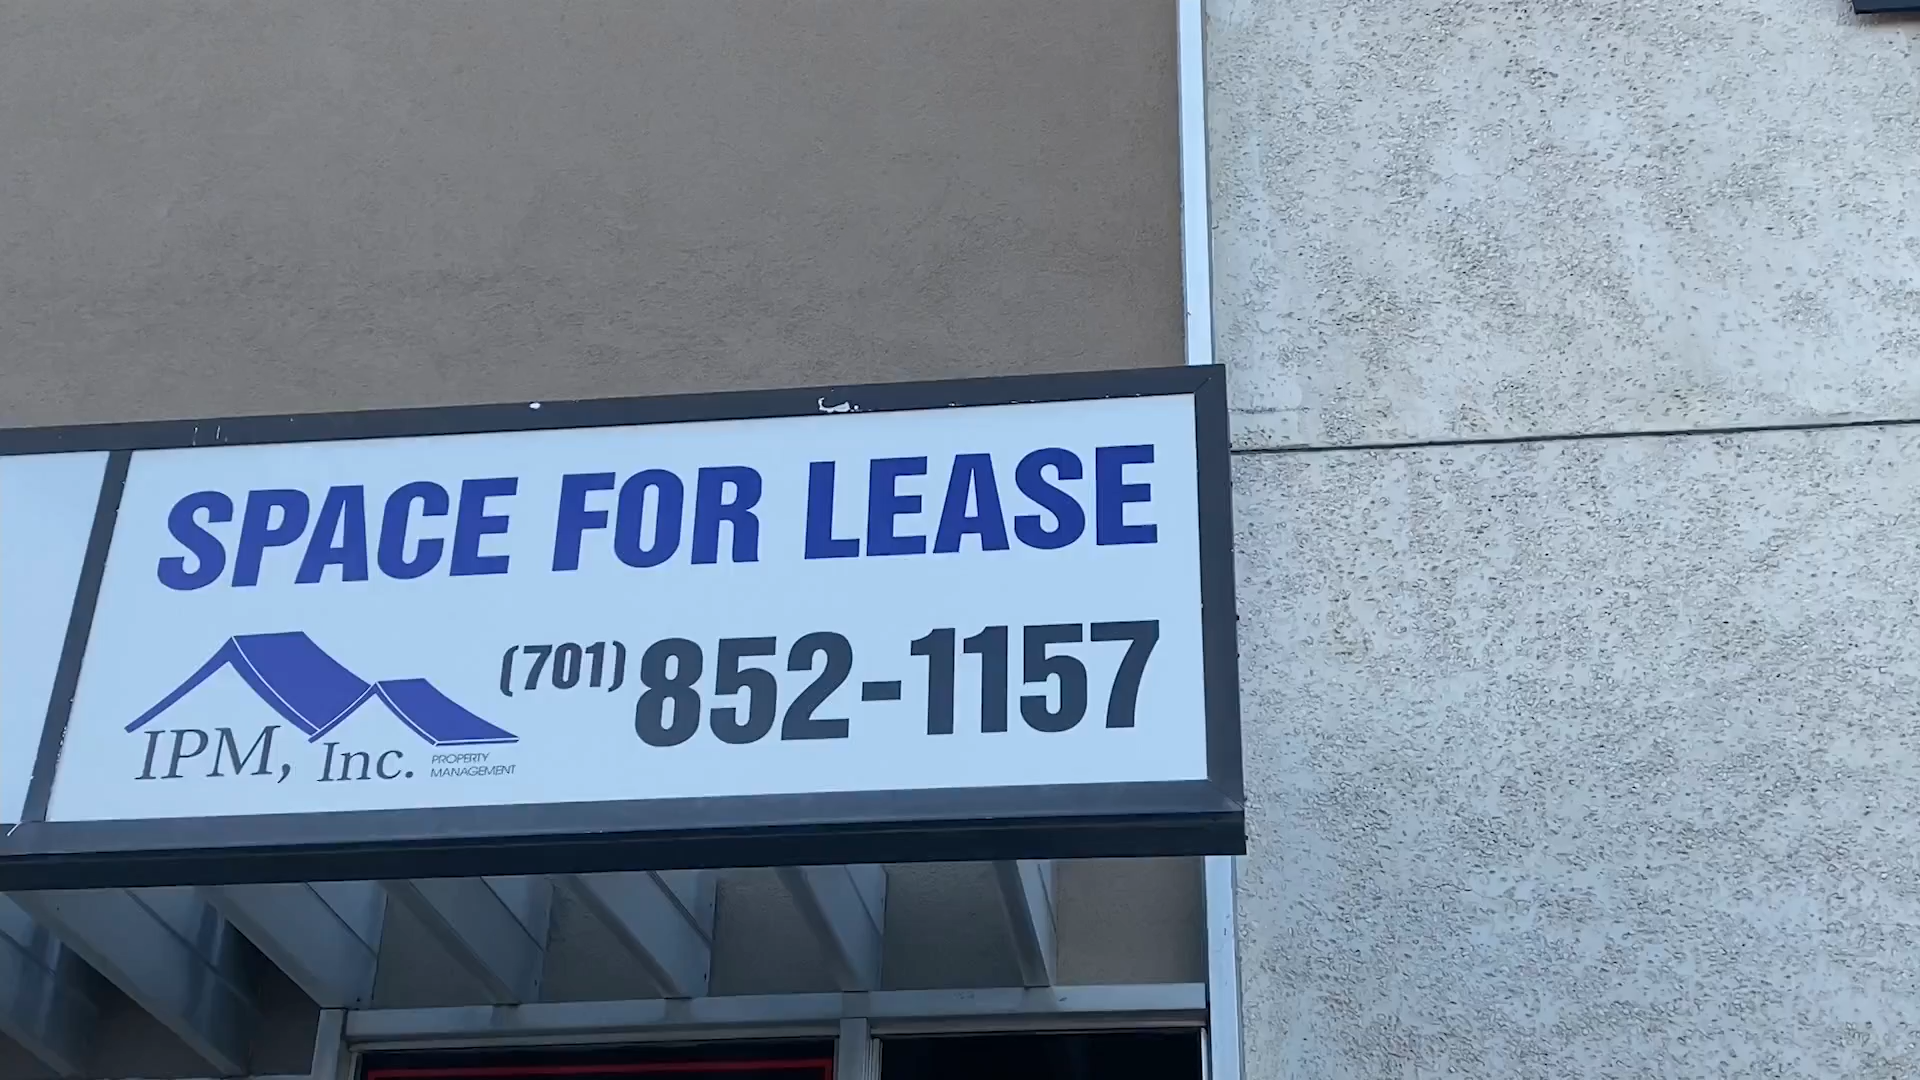 SPACE FOR LEASE
(701) 852-1157
IPM, Inc.
PROPERTY
MANAGEMENT